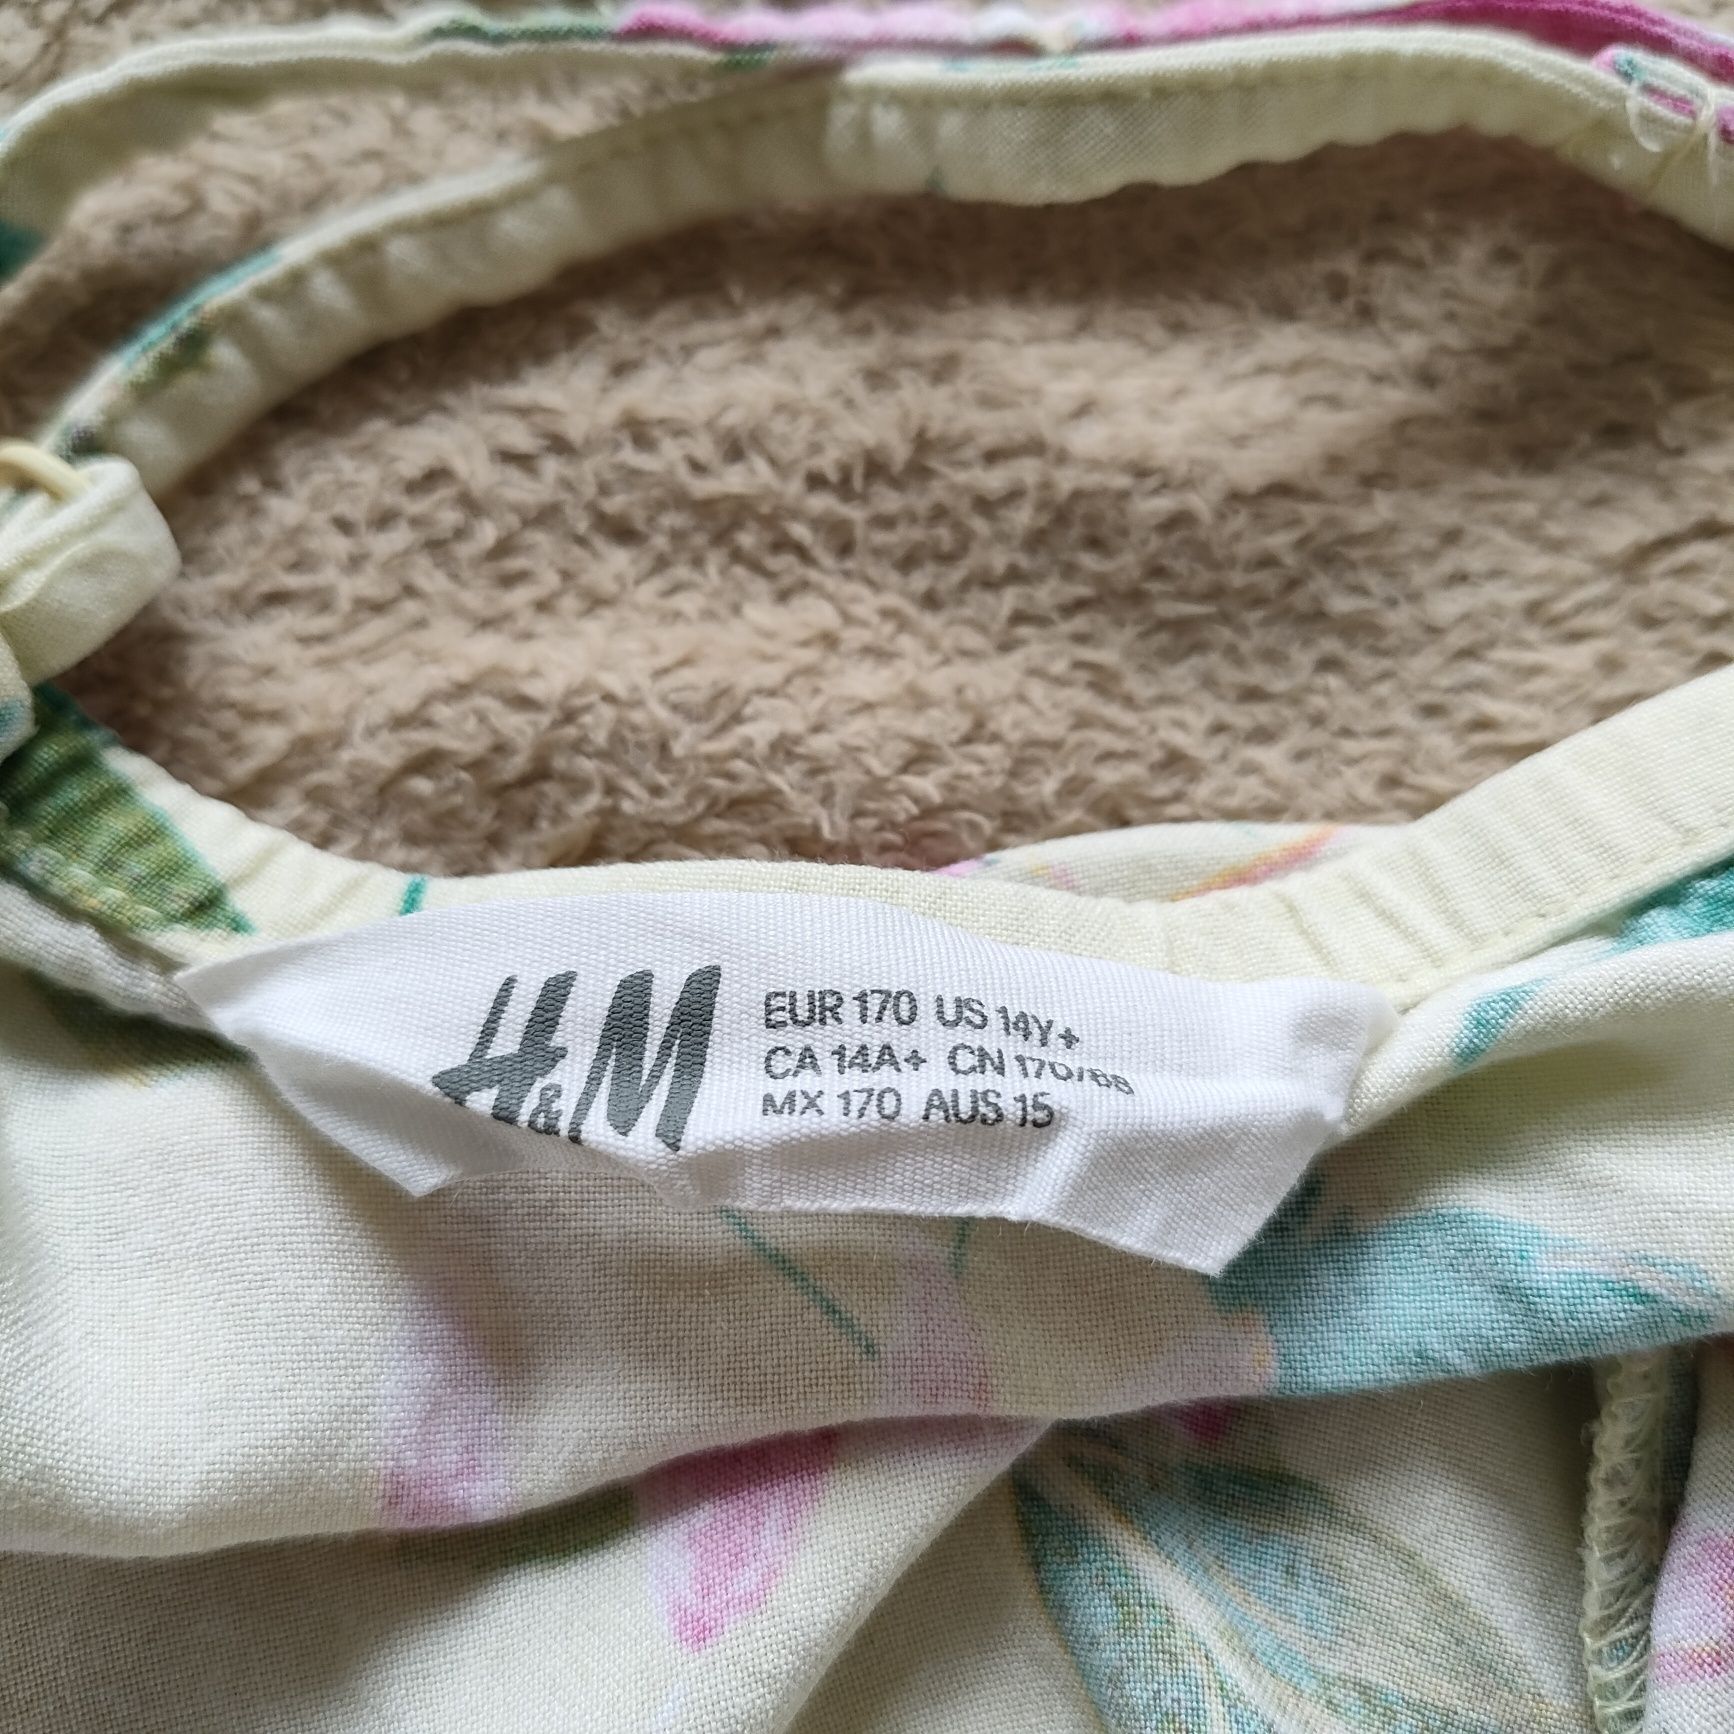 H&M
EUR 170 US 14Y+
CA 14A+ CN 170/88
MX 170 AUS 15